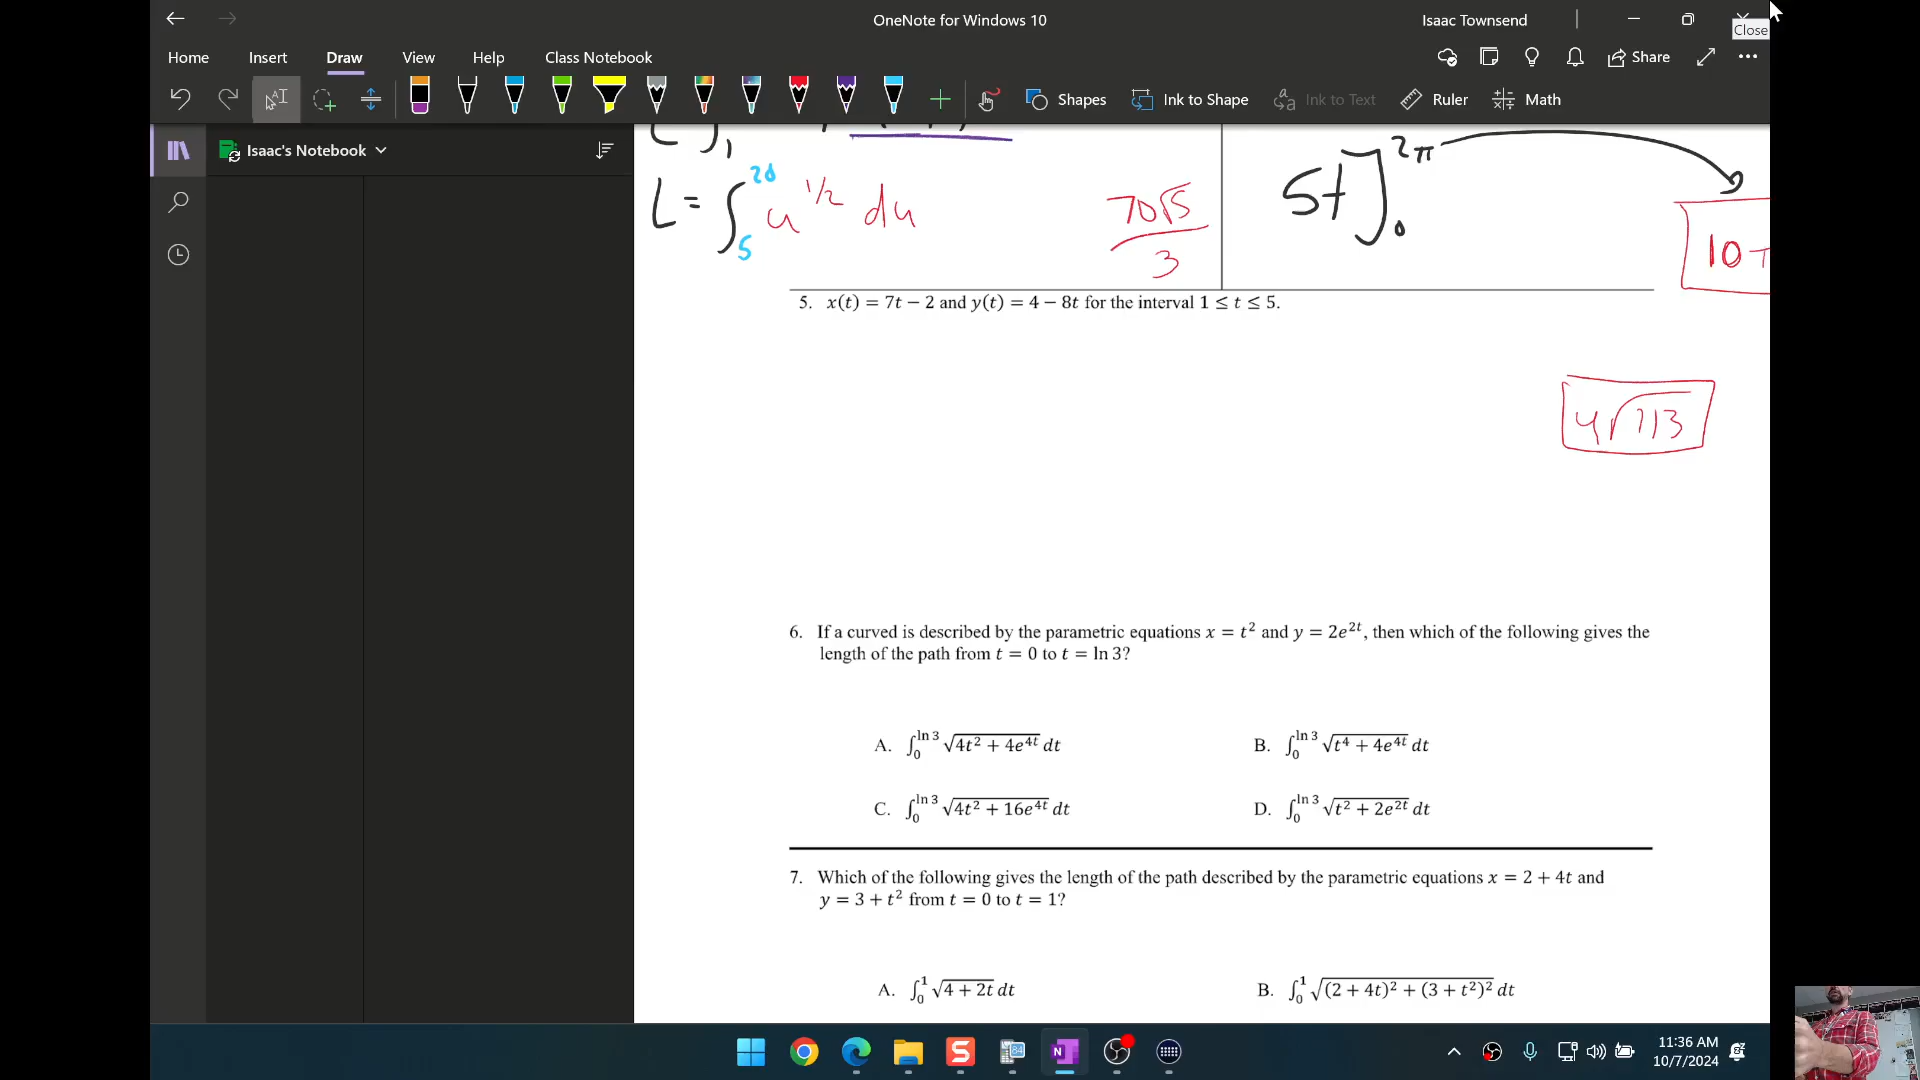 OneNote for Windows 10
Isaac Townsend
Close
Home Insert Draw View Help Class Notebook
Share
Shapes Ink to Shape Ink to Text Ruler Math
Isaac's Notebook
L = ∫₅²⁰ u^{1/2} du
70√5 / 3
5t]₀^{2π}
10
5. x(t) = 7t − 2 and y(t) = 4 − 8t for the interval 1 ≤ t ≤ 5.
4√113
6. If a curved is described by the parametric equations x = t² and y = 2e^{2t}, then which of the following gives the
length of the path from t = 0 to t = ln 3?
A. ∫₀^{ln 3} √(4t² + 4e^{4t}) dt B. ∫₀^{ln 3} √(t⁴ + 4e^{4t}) dt
C. ∫₀^{ln 3} √(4t² + 16e^{4t}) dt D. ∫₀^{ln 3} √(t² + 2e^{2t}) dt
7. Which of the following gives the length of the path described by the parametric equations x = 2 + 4t and
y = 3 + t² from t = 0 to t = 1?
A. ∫₀¹ √(4 + 2t) dt B. ∫₀¹ √((2 + 4t)² + (3 + t²)²) dt
11:36 AM
10/7/2024